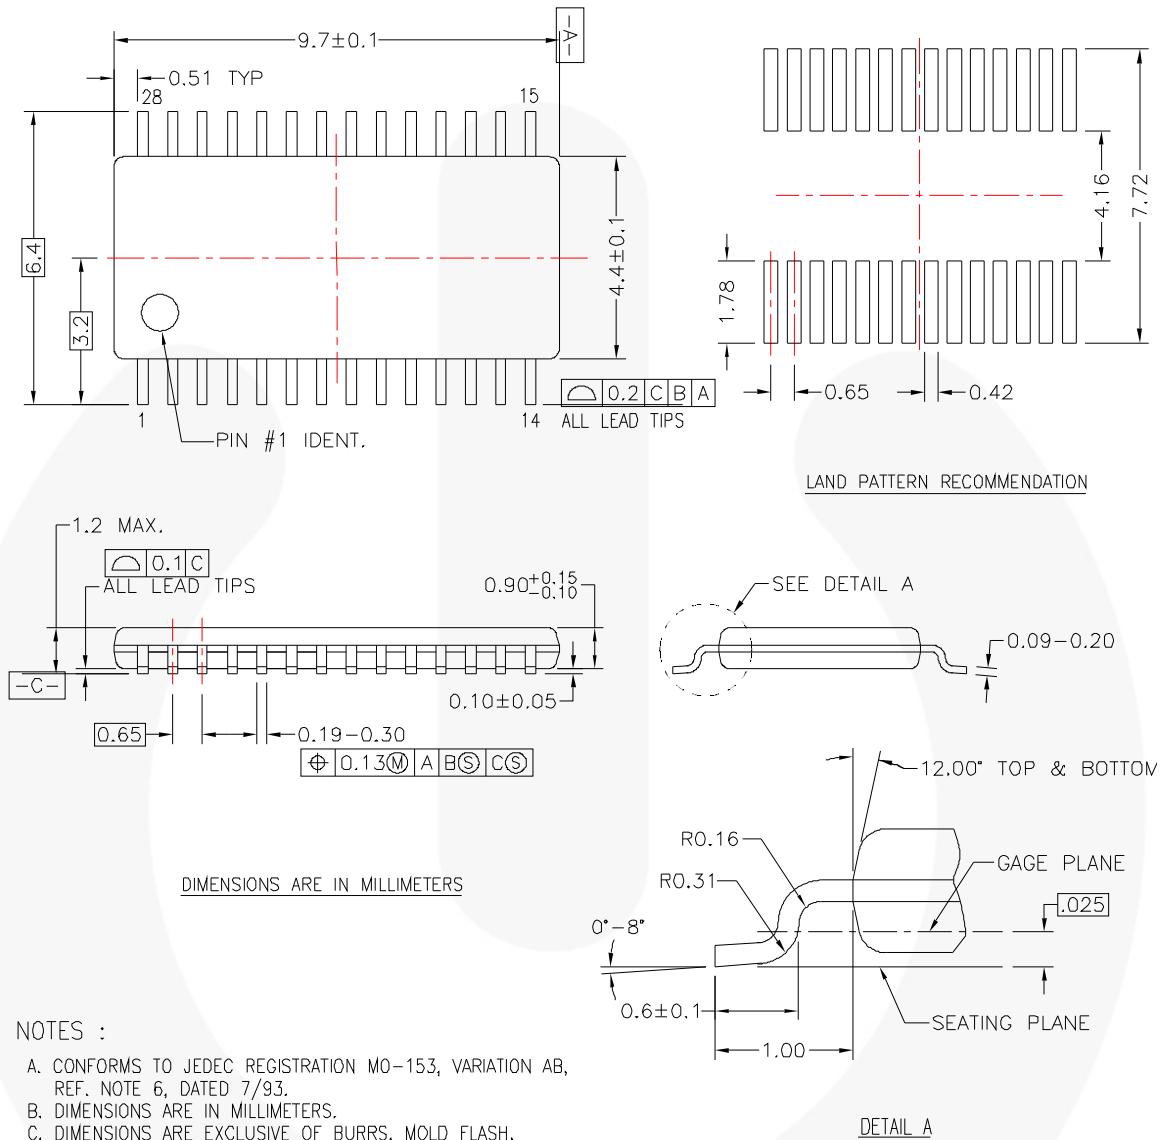 9.7±0.1
-A-
0.51 TYP
28
15
6.4
3.2
4.4±0.1
1
14
0.2 C B A
ALL LEAD TIPS
PIN #1 IDENT.
4.16
7.72
1.78
0.65
0.42
LAND PATTERN RECOMMENDATION
1.2 MAX.
0.1 C
ALL LEAD TIPS
0.90+0.15
-0.10
-C-
0.10±0.05
0.65
0.19-0.30
⌖ 0.13Ⓜ A BⓈ CⓈ
SEE DETAIL A
0.09-0.20
DIMENSIONS ARE IN MILLIMETERS
12.00° TOP & BOTTOM
R0.16
R0.31
GAGE PLANE
.025
0°-8°
0.6±0.1
SEATING PLANE
1.00
DETAIL A
NOTES :
A. CONFORMS TO JEDEC REGISTRATION MO-153, VARIATION AB,
REF. NOTE 6, DATED 7/93.
B. DIMENSIONS ARE IN MILLIMETERS.
C. DIMENSIONS ARE EXCLUSIVE OF BURRS, MOLD FLASH,